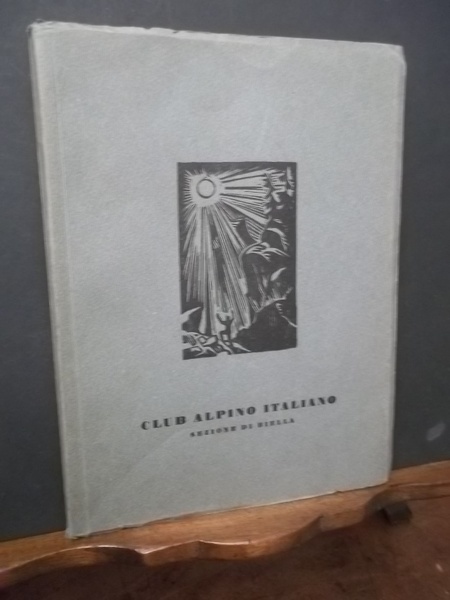 CLUB ALPINO ITALIANO
SEZIONE DI BIELLA